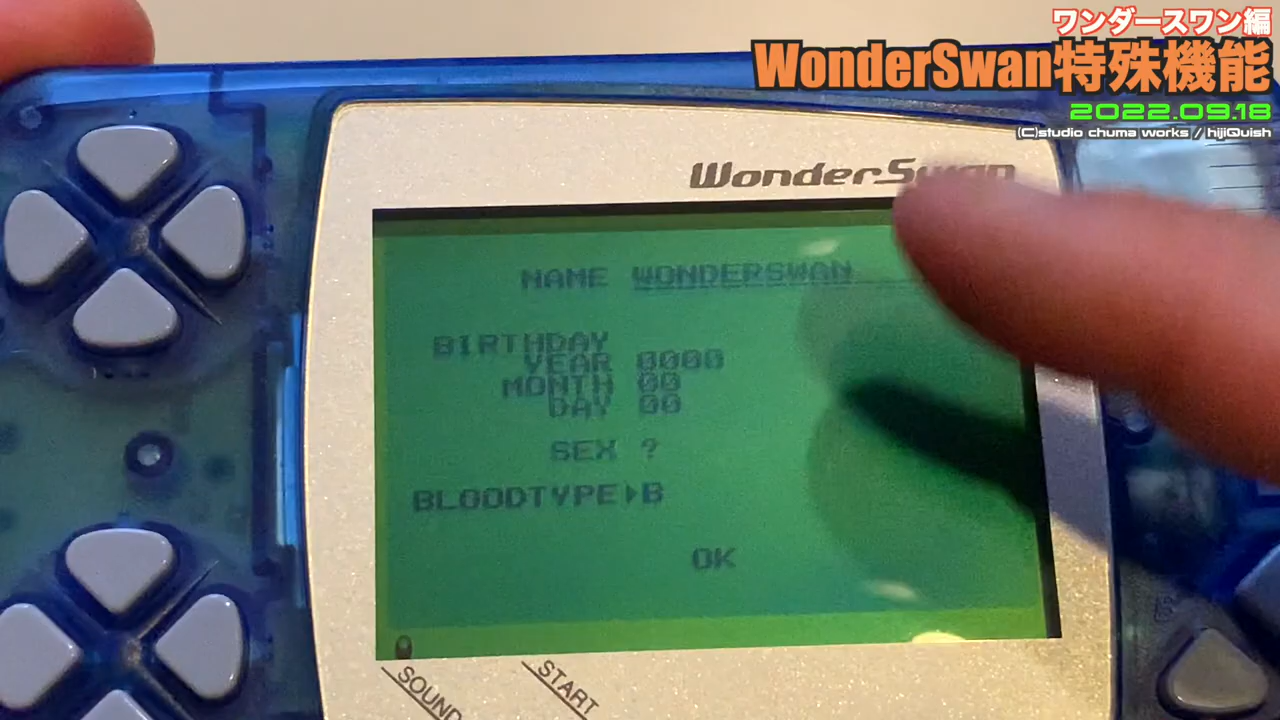 ワンダースワン編
WonderSwan特殊機能
2022.09.18
(C)studio chuma works / hijiQuish
WonderSwan
NAME WONDERSWAN
BIRTHDAY
YEAR 0000
MONTH 00
DAY 00
SEX ?
BLOODTYPE▶B
OK
SOUND
START